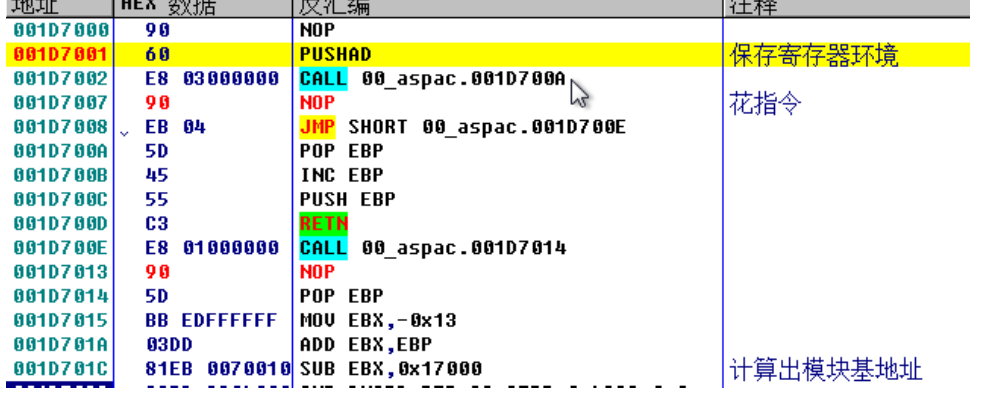 地址 HEX 数据 反汇编 注释
001D7000 90 NOP
001D7001 60 PUSHAD 保存寄存器环境
001D7002 E8 03000000 CALL 00_aspac.001D700A
001D7007 90 NOP 花指令
001D7008 EB 04 JMP SHORT 00_aspac.001D700E
001D700A 5D POP EBP
001D700B 45 INC EBP
001D700C 55 PUSH EBP
001D700D C3 RETN
001D700E E8 01000000 CALL 00_aspac.001D7014
001D7013 90 NOP
001D7014 5D POP EBP
001D7015 BB EDFFFFFF MOV EBX,-0x13
001D701A 03DD ADD EBX,EBP
001D701C 81EB 0070010 SUB EBX,0x17000 计算出模块基地址